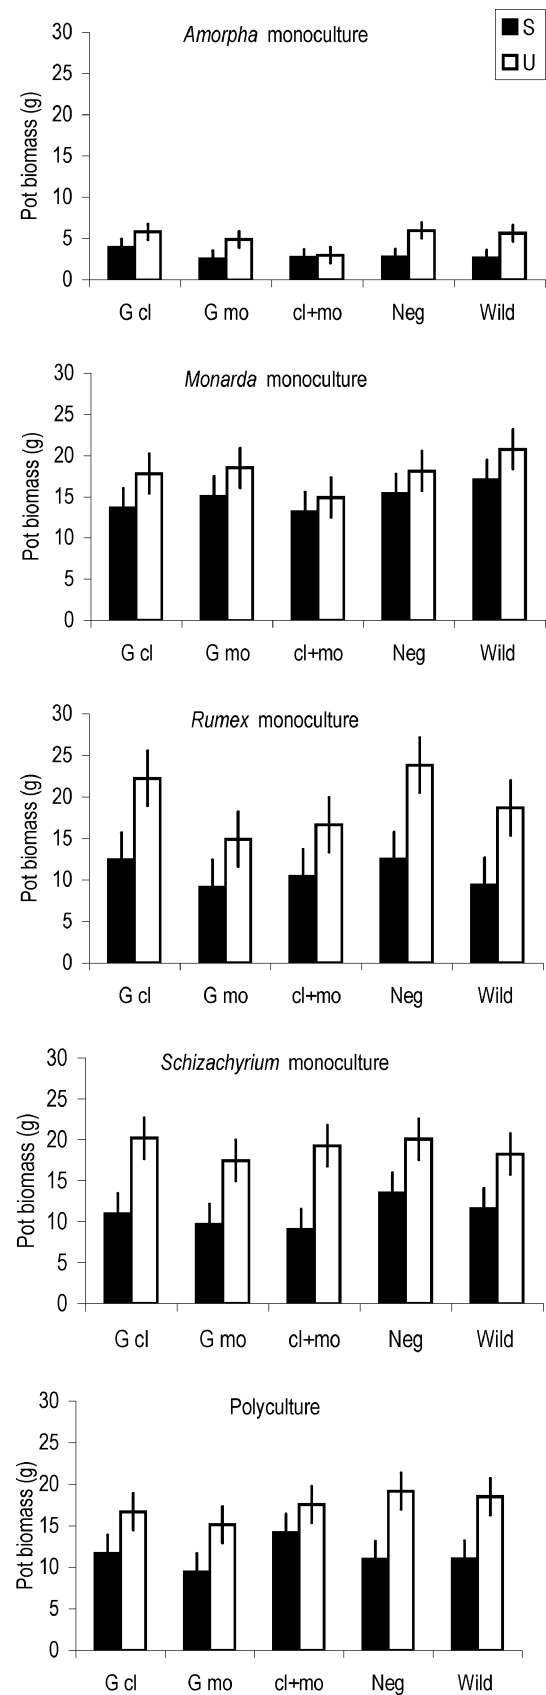 Amorpha monoculture
S
U
Pot biomass (g)
30
25
20
15
10
5
0
G cl G mo cl+mo Neg Wild
Monarda monoculture
Pot biomass (g)
30
25
20
15
10
5
0
G cl G mo cl+mo Neg Wild
Rumex monoculture
Pot biomass (g)
30
25
20
15
10
5
0
G cl G mo cl+mo Neg Wild
Schizachyrium monoculture
Pot biomass (g)
30
25
20
15
10
5
0
G cl G mo cl+mo Neg Wild
Polyculture
Pot biomass (g)
30
25
20
15
10
5
0
G cl G mo cl+mo Neg Wild